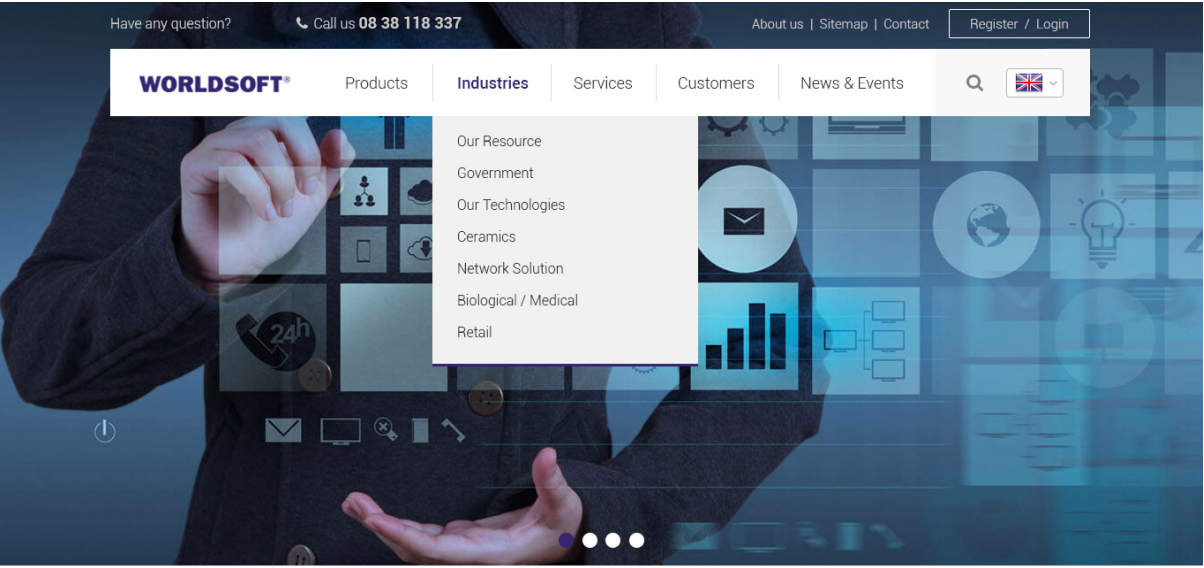 Have any question?
Call us 08 38 118 337
About us | Sitemap | Contact
Register / Login
WORLDSOFT®
Products
Industries
Services
Customers
News & Events
Our Resource
Government
Our Technologies
Ceramics
Network Solution
Biological / Medical
Retail
24h